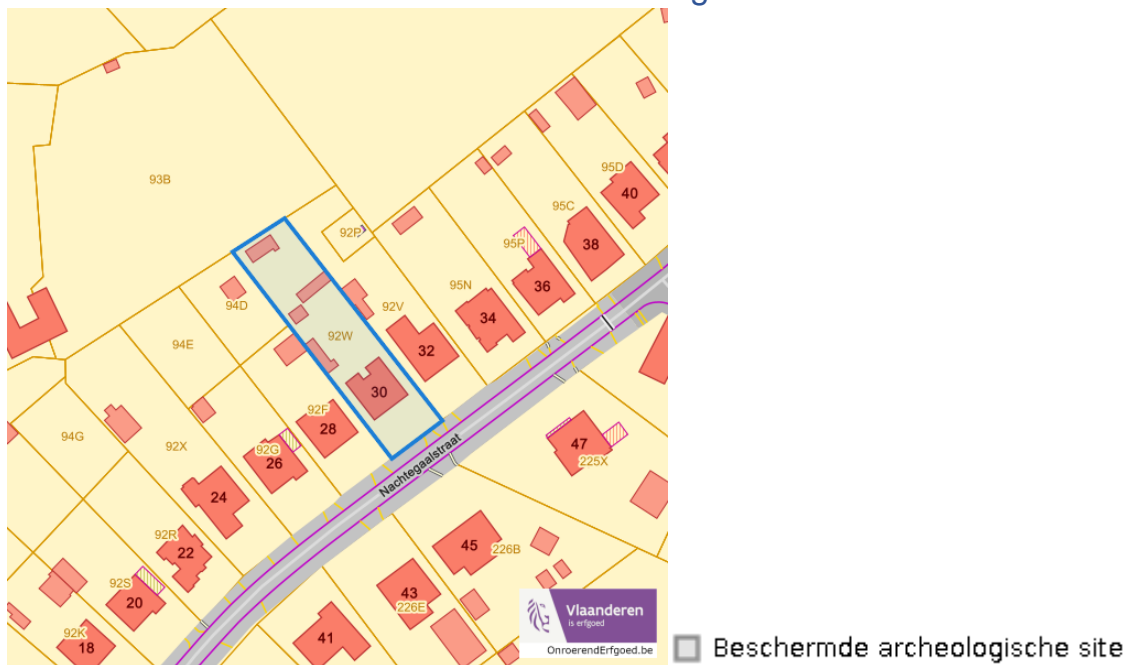 g
93B
95D
40
95C
38
92P
95P
36
95N
34
94D
92V
32
94E
92W
30
92F
28
94G
92X
92G
26
Nachtegaalstraat
47
225X
24
92R
22
45
226B
92S
20
43
226E
92K
18
41
Vlaanderen
is erfgoed
OnroerendErfgoed.be
Beschermde archeologische site